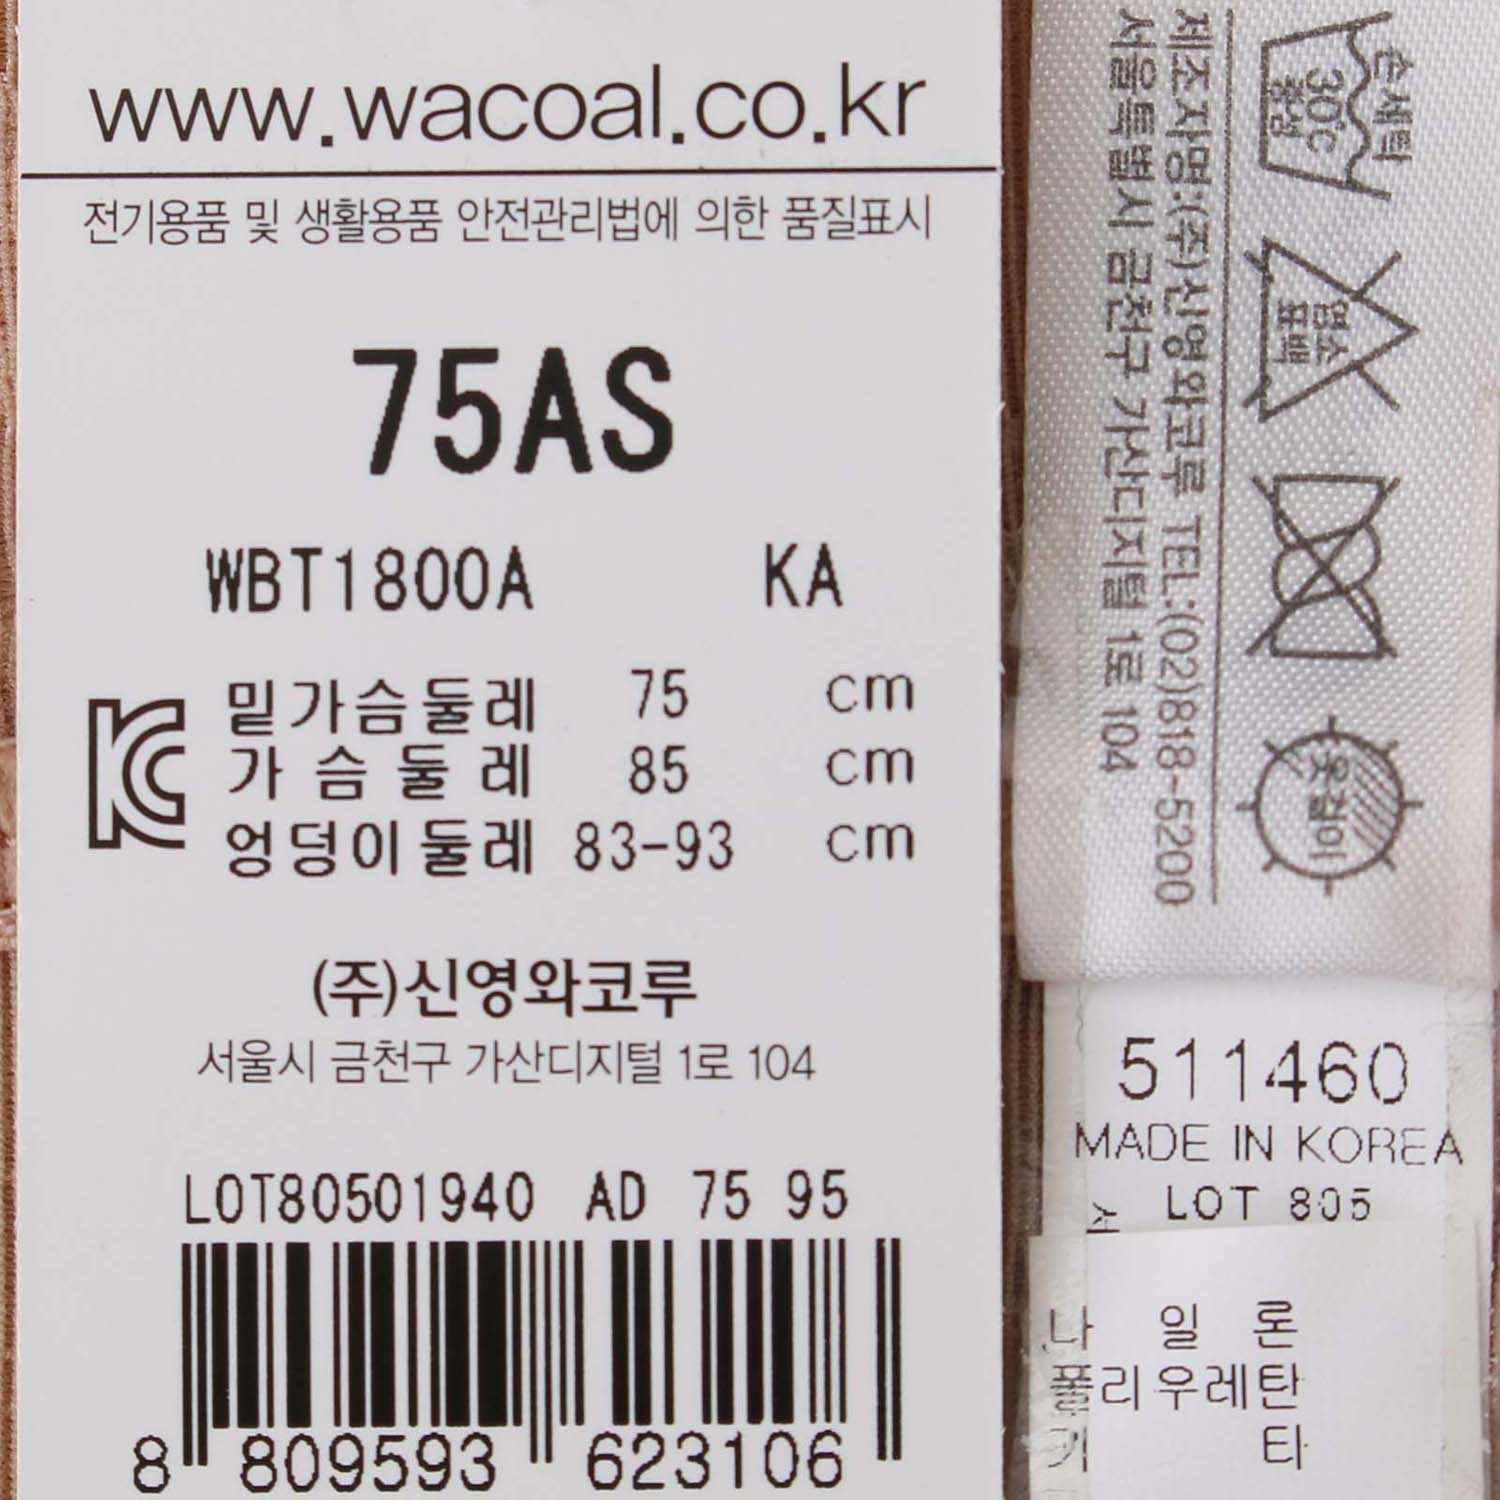 www.wacoal.co.kr
전기용품 및 생활용품 안전관리법에 의한 품질표시
75AS
WBT1800A KA
밑가슴둘레 75 cm
가슴둘레 85 cm
엉덩이둘레 83-93 cm
(주)신영와코루
서울시 금천구 가산디지털 1로 104
LOT80501940 AD 75 95
8 809593 623106
손세탁
30°c
중성
염소
표백
옷걸이
제조자명:(주)신영와코루 TEL:(02)818-5200
서울특별시 금천구 가산디지털 1로 104
511460
MADE IN KOREA
LOT 805
나일론
폴리우레탄
기타